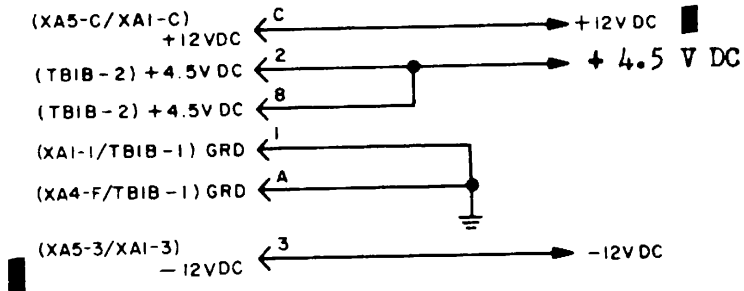 (XA5-C/XA1-C) C +12V DC
+12VDC
(TB1B-2) +4.5V DC 2 + 4.5 V DC
(TB1B-2) +4.5V DC B
(XA1-1/TB1B-1) GRD 1
(XA4-F/TB1B-1) GRD A
(XA5-3/XA1-3) 3 -12V DC
-12VDC